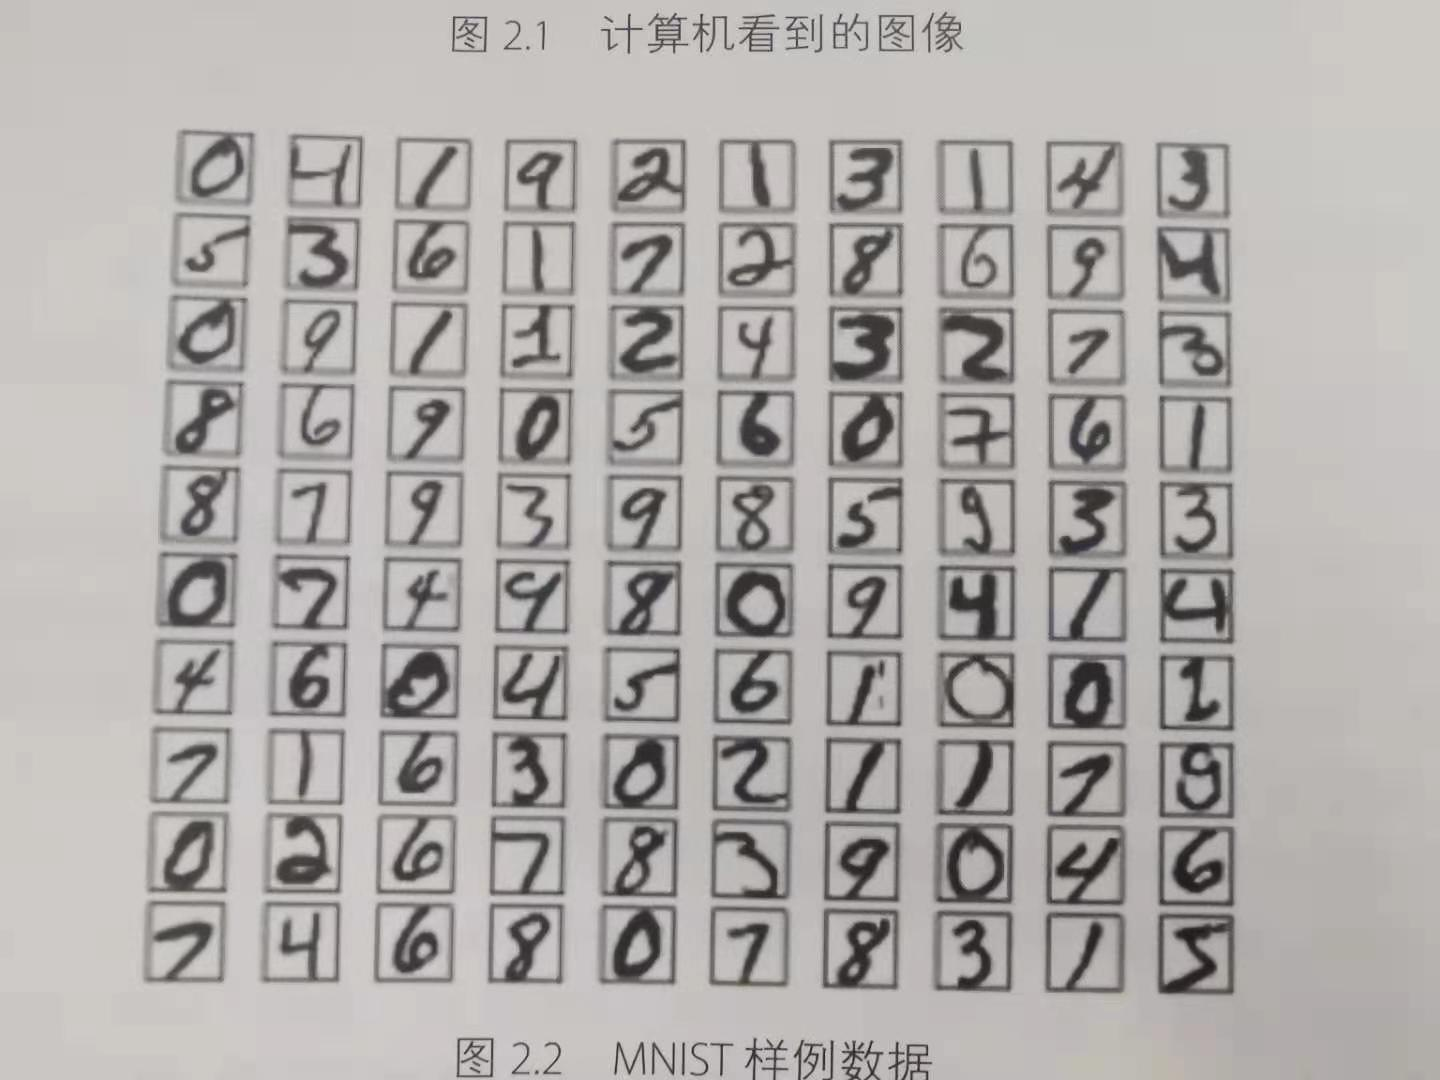 图 2.1 计算机看到的图像
0 4 1 9 2 1 3 1 4 3
5 3 6 1 7 2 8 6 9 4
0 9 1 1 2 4 3 2 7 3
8 6 9 0 5 6 0 7 6 1
8 7 9 3 9 8 5 9 3 3
0 7 4 9 8 0 9 4 1 4
4 6 0 4 5 6 1 0 0 1
7 1 6 3 0 2 1 1 7 9
0 2 6 7 8 3 9 0 4 6
7 4 6 8 0 7 8 3 1 5
图 2.2 MNIST 样例数据